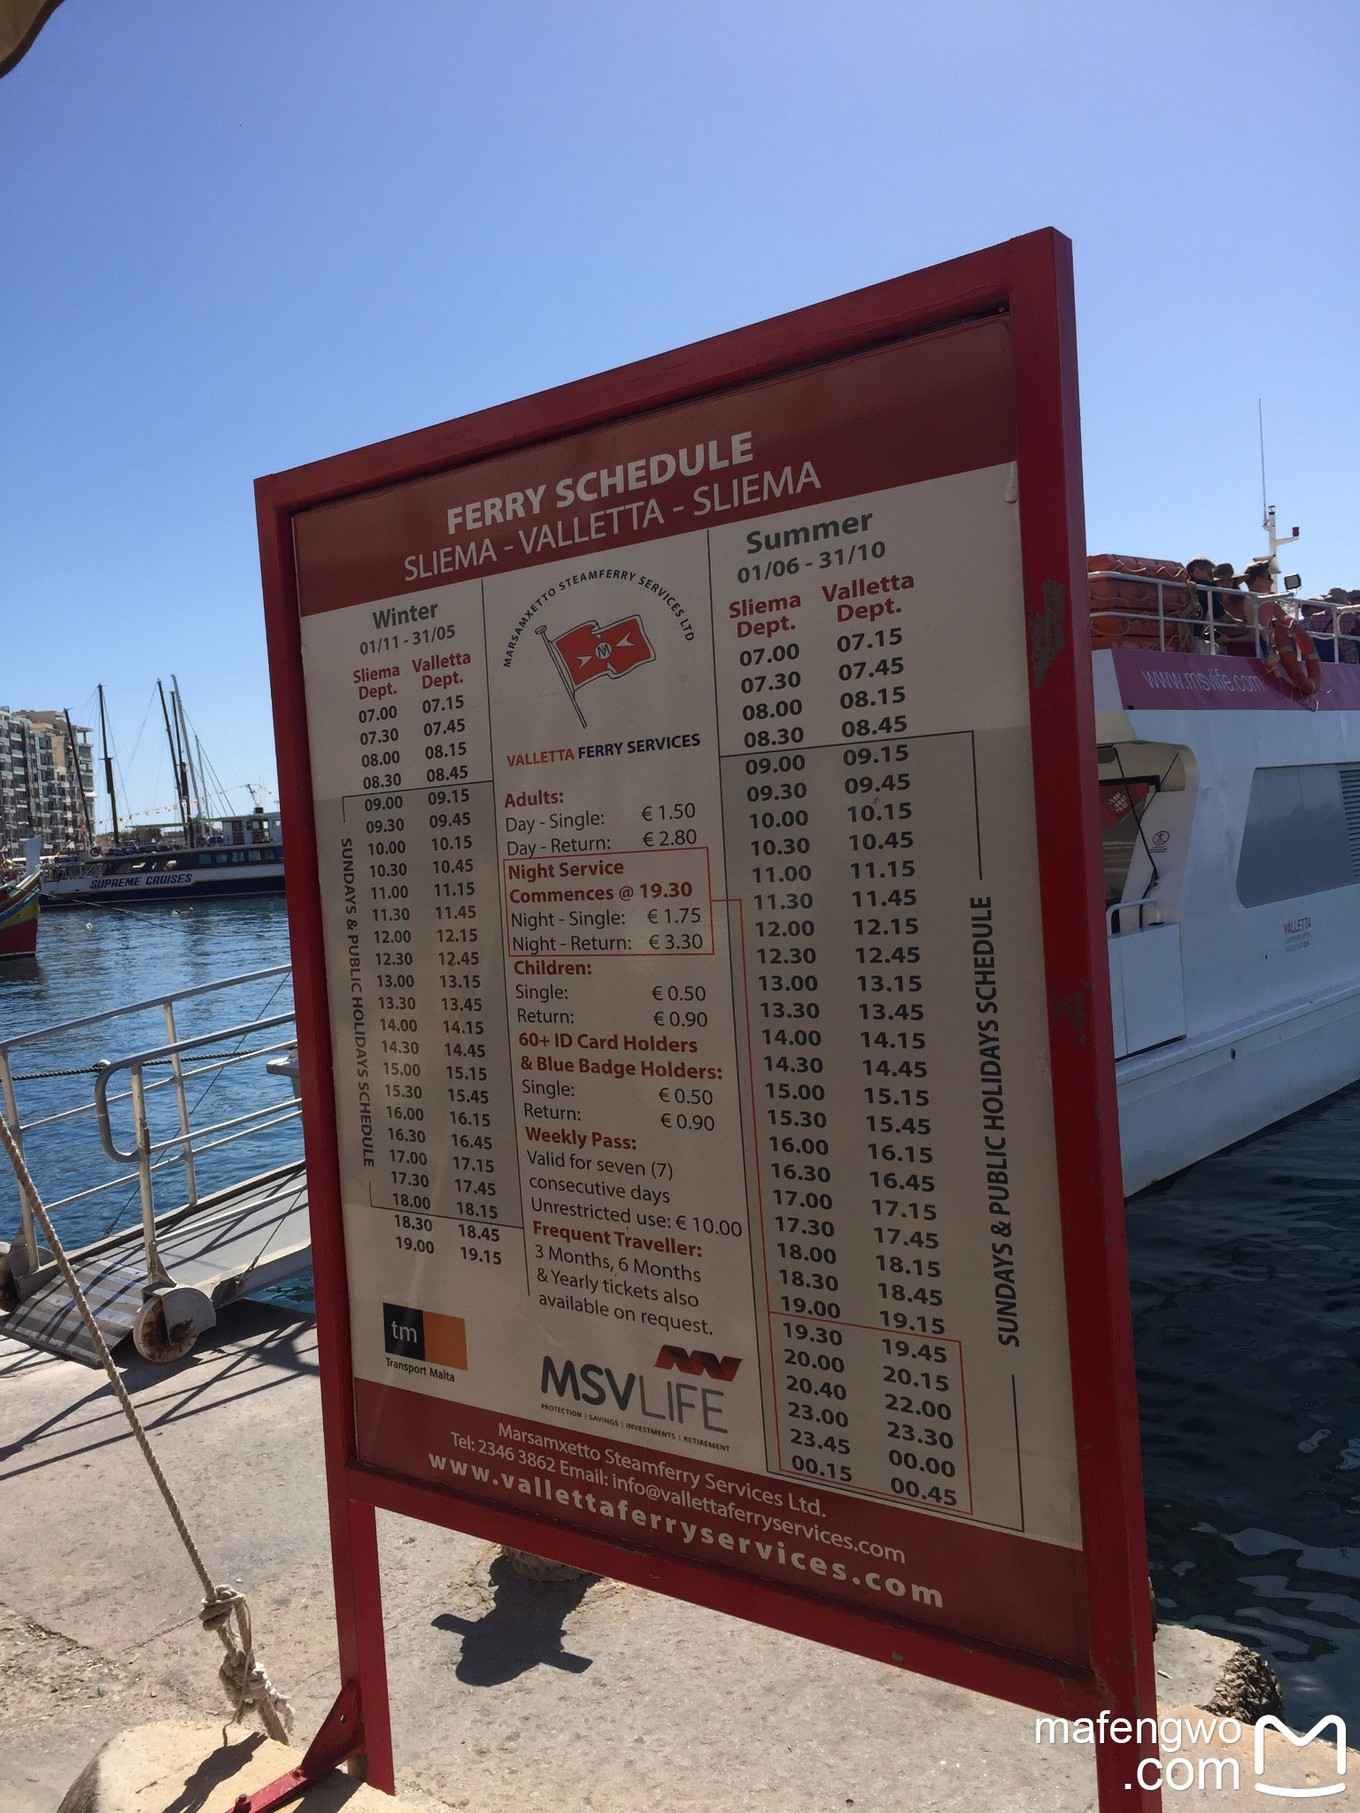 FERRY SCHEDULE
SLIEMA - VALLETTA - SLIEMA
Winter
01/11 - 31/05
Sliema Dept. Valletta Dept.
07.00 07.15
07.30 07.45
08.00 08.15
08.30 08.45
09.00 09.15
09.30 09.45
10.00 10.15
10.30 10.45
11.00 11.15
11.30 11.45
12.00 12.15
12.30 12.45
13.00 13.15
13.30 13.45
14.00 14.15
14.30 14.45
15.00 15.15
15.30 15.45
16.00 16.15
16.30 16.45
17.00 17.15
17.30 17.45
18.00 18.15
18.30 18.45
19.00 19.15
SUNDAYS & PUBLIC HOLIDAYS SCHEDULE
tm
Transport Malta
MARSAMXETTO STEAMFERRY SERVICES LTD
M
VALLETTA FERRY SERVICES
Adults:
Day - Single: € 1.50
Day - Return: € 2.80
Night Service
Commences @ 19.30
Night - Single: € 1.75
Night - Return: € 3.30
Children:
Single: € 0.50
Return: € 0.90
60+ ID Card Holders
& Blue Badge Holders:
Single: € 0.50
Return: € 0.90
Weekly Pass:
Valid for seven (7)
consecutive days
Unrestricted use: € 10.00
Frequent Traveller:
3 Months, 6 Months
& Yearly tickets also
available on request.
MSVLIFE
PROTECTION | SAVINGS | INVESTMENTS | RETIREMENT
Summer
01/06 - 31/10
Sliema Dept. Valletta Dept.
07.00 07.15
07.30 07.45
08.00 08.15
08.30 08.45
09.00 09.15
09.30 09.45
10.00 10.15
10.30 10.45
11.00 11.15
11.30 11.45
12.00 12.15
12.30 12.45
13.00 13.15
13.30 13.45
14.00 14.15
14.30 14.45
15.00 15.15
15.30 15.45
16.00 16.15
16.30 16.45
17.00 17.15
17.30 17.45
18.00 18.15
18.30 18.45
19.00 19.15
19.30 19.45
20.00 20.15
20.40 22.00
23.00 23.30
23.45 00.00
00.15 00.45
SUNDAYS & PUBLIC HOLIDAYS SCHEDULE
Marsamxetto Steamferry Services Ltd.
Tel: 2346 3862 Email: info@vallettaferryservices.com
www.vallettaferryservices.com
SUPREME CRUISES
www.msvlife.com
VALLETTA
mafengwo
.com